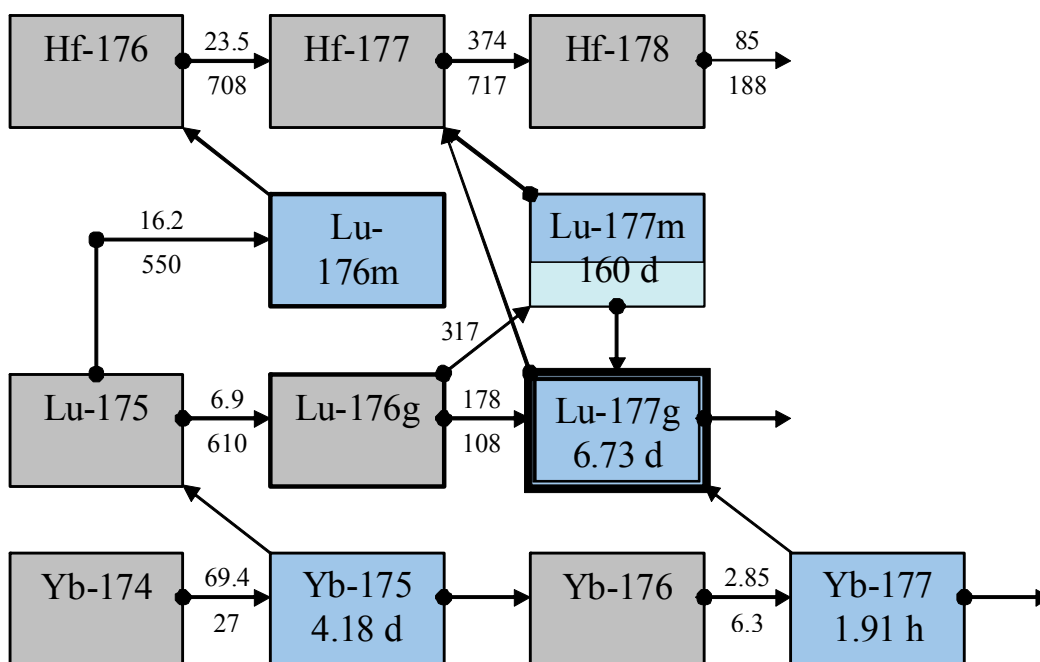 Hf-176
23.5
708
Hf-177
374
717
Hf-178
85
188
16.2
550
Lu-
176m
Lu-177m
160 d
317
Lu-175
6.9
610
Lu-176g
178
108
Lu-177g
6.73 d
Yb-174
69.4
27
Yb-175
4.18 d
Yb-176
2.85
6.3
Yb-177
1.91 h